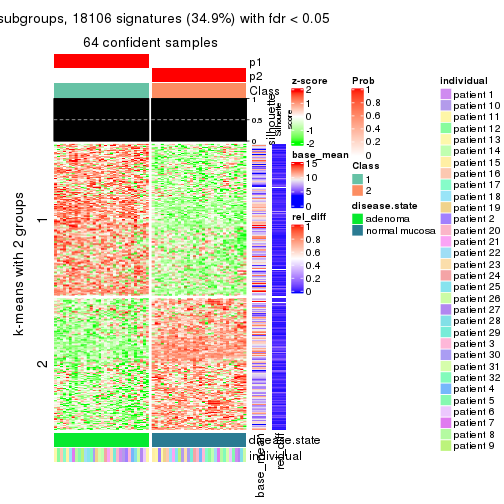 subgroups, 18106 signatures (34.9%) with fdr < 0.05
64 confident samples
p1
p2
Class
1
0.5
0
silhouette
Silhouette
score
k-means with 2 groups
1
2
disease.state
individual
base_mean
rel_diff
z-score
2
1
0
-1
-2
base_mean
15
10
5
0
rel_diff
1
0.8
0.6
0.4
0.2
0
Prob
1
0.8
0.6
0.4
0.2
0
Class
1
2
disease.state
adenoma
normal mucosa
individual
patient 1
patient 10
patient 11
patient 12
patient 13
patient 14
patient 15
patient 16
patient 17
patient 18
patient 19
patient 2
patient 20
patient 21
patient 22
patient 23
patient 24
patient 25
patient 26
patient 27
patient 28
patient 29
patient 3
patient 30
patient 31
patient 32
patient 4
patient 5
patient 6
patient 7
patient 8
patient 9